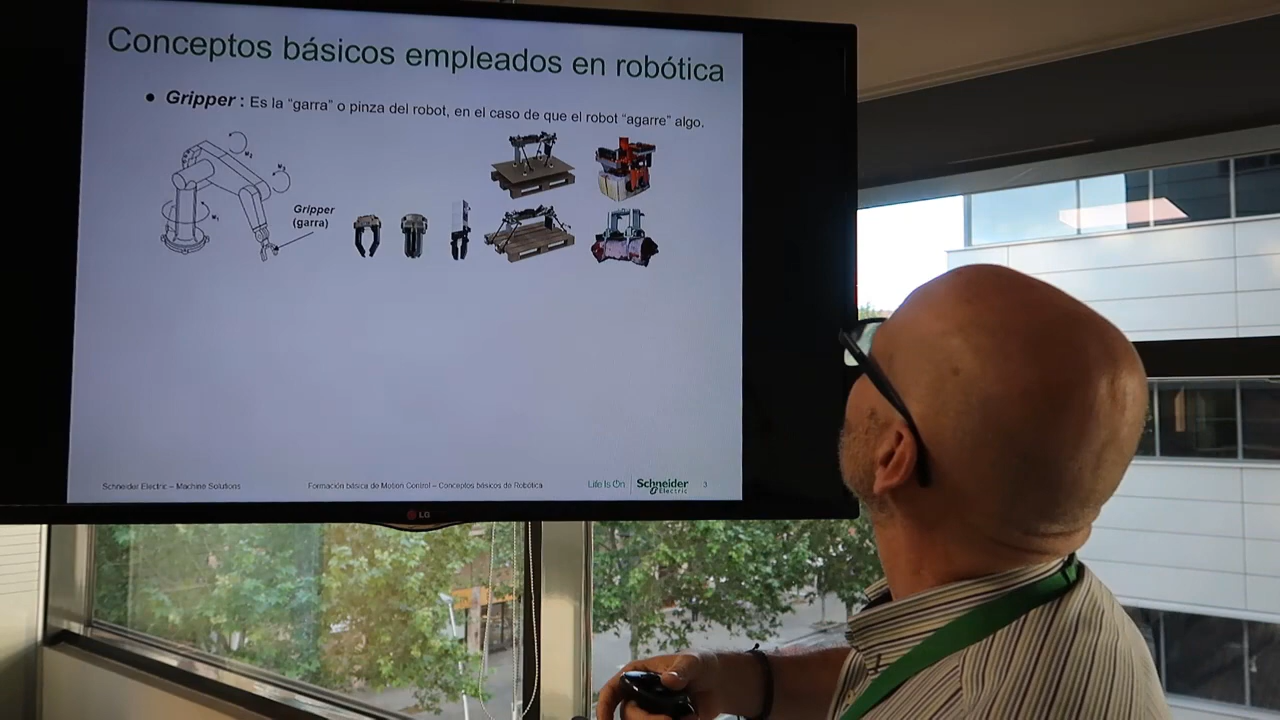 Conceptos básicos empleados en robótica
• Gripper : Es la “garra” o pinza del robot, en el caso de que el robot “agarre” algo.
Gripper
(garra)
Schneider Electric – Machine Solutions
Formación básica de Motion Control – Conceptos básicos de Robótica
Life Is On
Schneider
Electric
3
LG